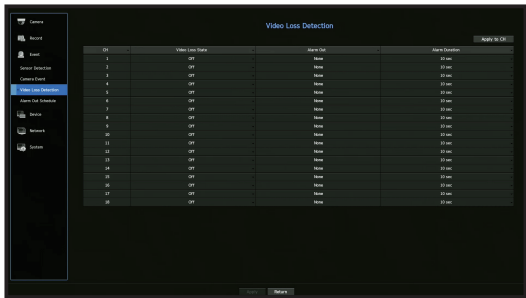 Camera
Video Loss Detection
Record
Apply to CH
Event
CH Video Loss State Alarm Out Alarm Duration
Sensor Detection
Camera Event
Video Loss Detection
Alarm Out Schedule
Device
Network
System
1 Off None 10 sec
2 Off None 10 sec
3 Off None 10 sec
4 Off None 10 sec
5 Off None 10 sec
6 Off None 10 sec
7 Off None 10 sec
8 Off None 10 sec
9 Off None 10 sec
10 Off None 10 sec
11 Off None 10 sec
12 Off None 10 sec
13 Off None 10 sec
14 Off None 10 sec
15 Off None 10 sec
16 Off None 10 sec
17 Off None 10 sec
18 Off None 10 sec
Apply Return